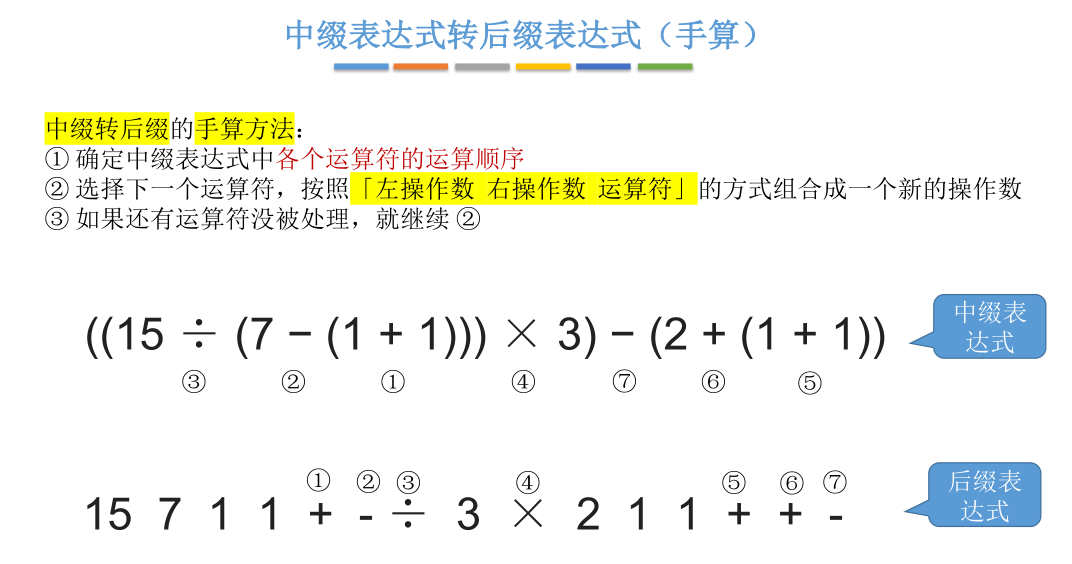 中缀表达式转后缀表达式（手算）
中缀转后缀的手算方法：
① 确定中缀表达式中各个运算符的运算顺序
② 选择下一个运算符，按照「左操作数 右操作数 运算符」的方式组合成一个新的操作数
③ 如果还有运算符没被处理，就继续 ②
((15 ÷ (7 − (1 + 1))) × 3) − (2 + (1 + 1))
中缀表
达式
③ ② ① ④ ⑦ ⑥ ⑤
① ② ③ ④ ⑤ ⑥ ⑦
15 7 1 1 + - ÷ 3 × 2 1 1 + + -
后缀表
达式